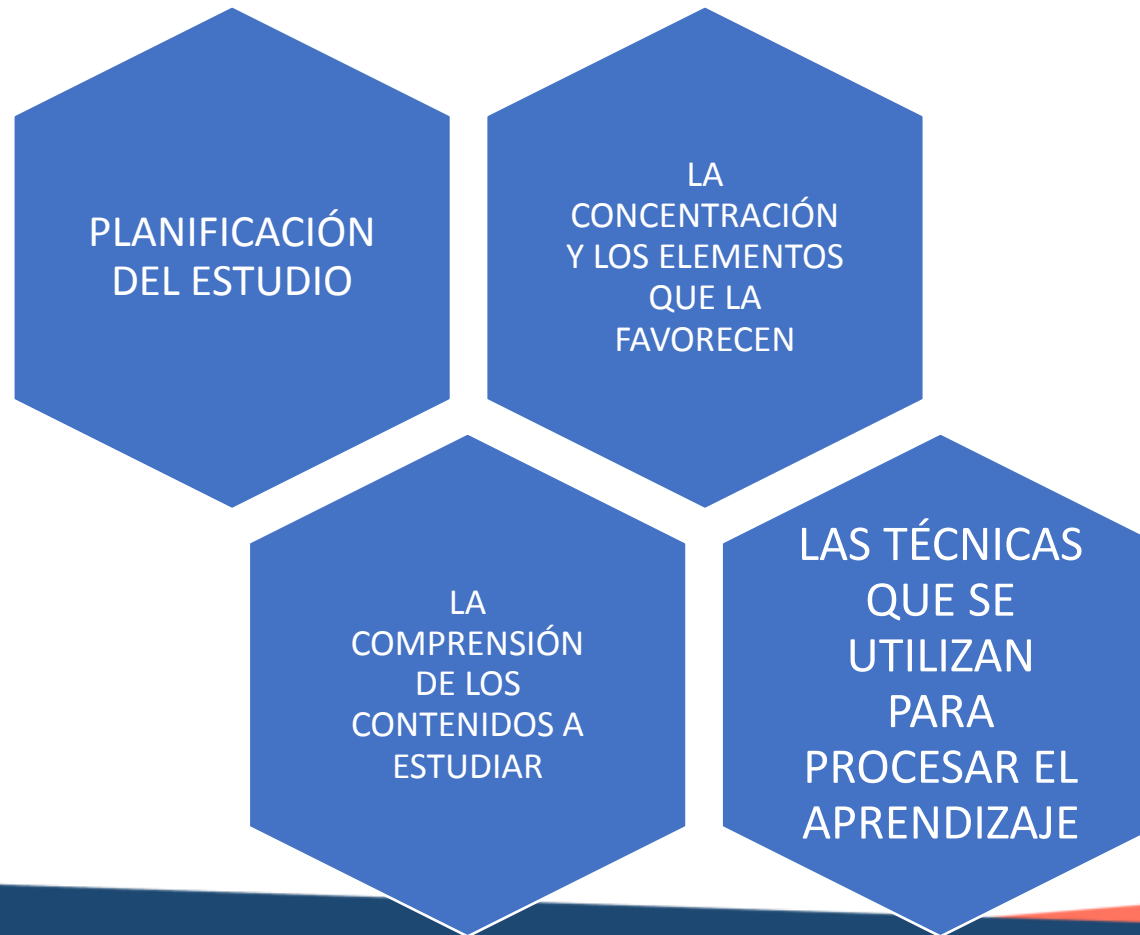 PLANIFICACIÓN
DEL ESTUDIO
LA
CONCENTRACIÓN
Y LOS ELEMENTOS
QUE LA
FAVORECEN
LA
COMPRENSIÓN
DE LOS
CONTENIDOS A
ESTUDIAR
LAS TÉCNICAS
QUE SE
UTILIZAN
PARA
PROCESAR EL
APRENDIZAJE